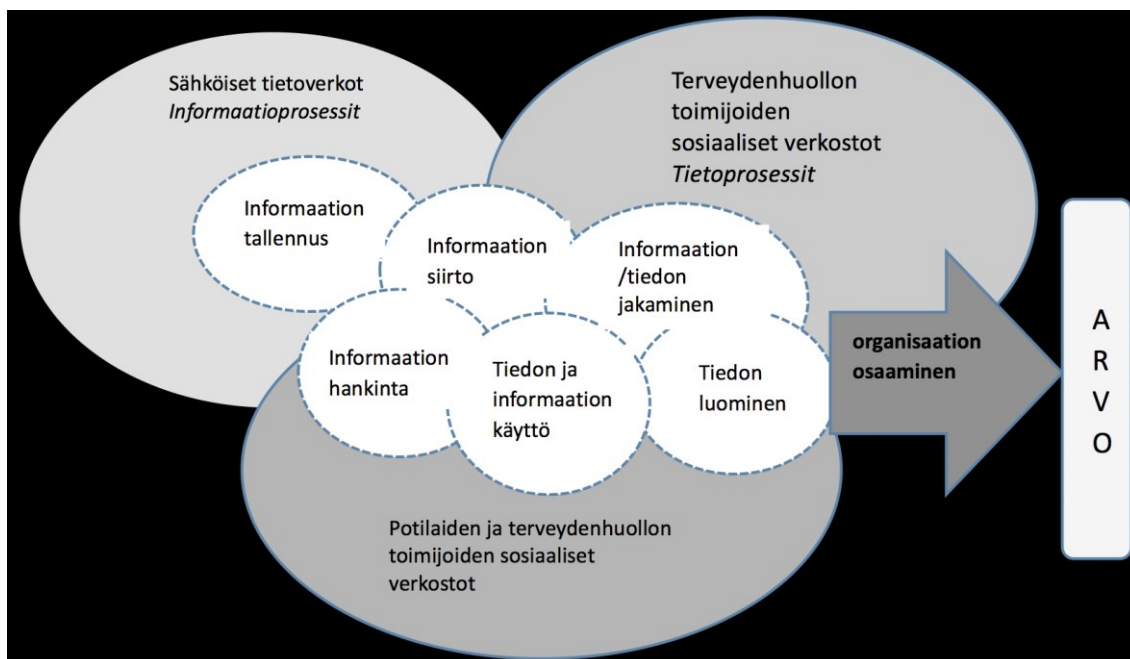 Sähköiset tietoverkot
Informaatioprosessit
Terveydenhuollon
toimijoiden
sosiaaliset verkostot
Tietoprosessit
Informaation
tallennus
Informaation
siirto
Informaation
/tiedon
jakaminen
Informaation
hankinta
Tiedon ja
informaation
käyttö
Tiedon
luominen
organisaation
osaaminen
A
R
V
O
Potilaiden ja terveydenhuollon
toimijoiden sosiaaliset
verkostot